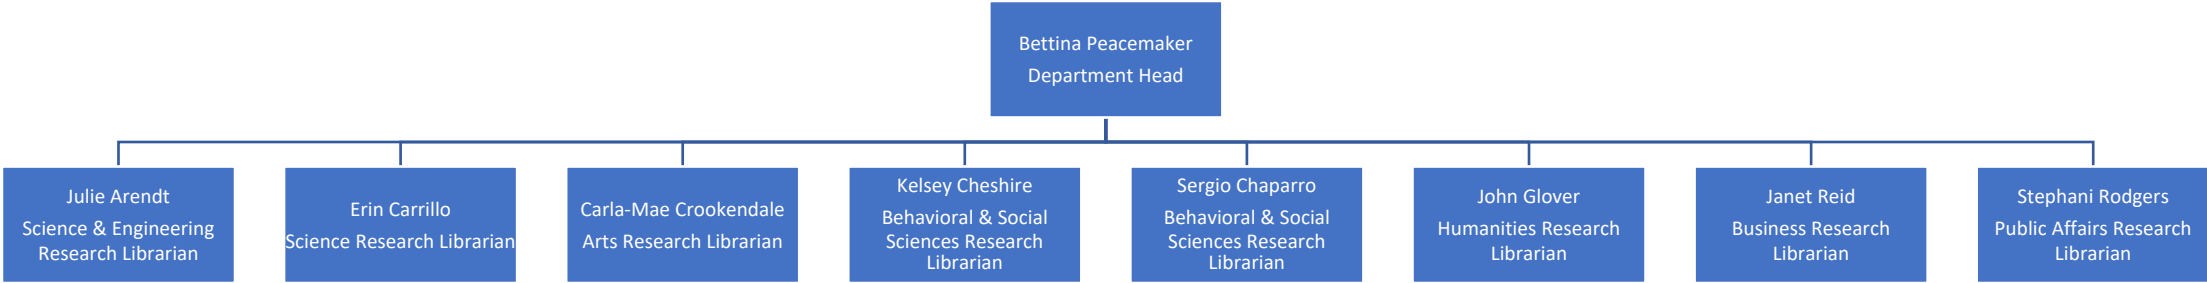 Bettina Peacemaker
Department Head
Julie Arendt
Science & Engineering
Research Librarian
Erin Carrillo
Science Research Librarian
Carla-Mae Crookendale
Arts Research Librarian
Kelsey Cheshire
Behavioral & Social
Sciences Research
Librarian
Sergio Chaparro
Behavioral & Social
Sciences Research
Librarian
John Glover
Humanities Research
Librarian
Janet Reid
Business Research
Librarian
Stephani Rodgers
Public Affairs Research
Librarian